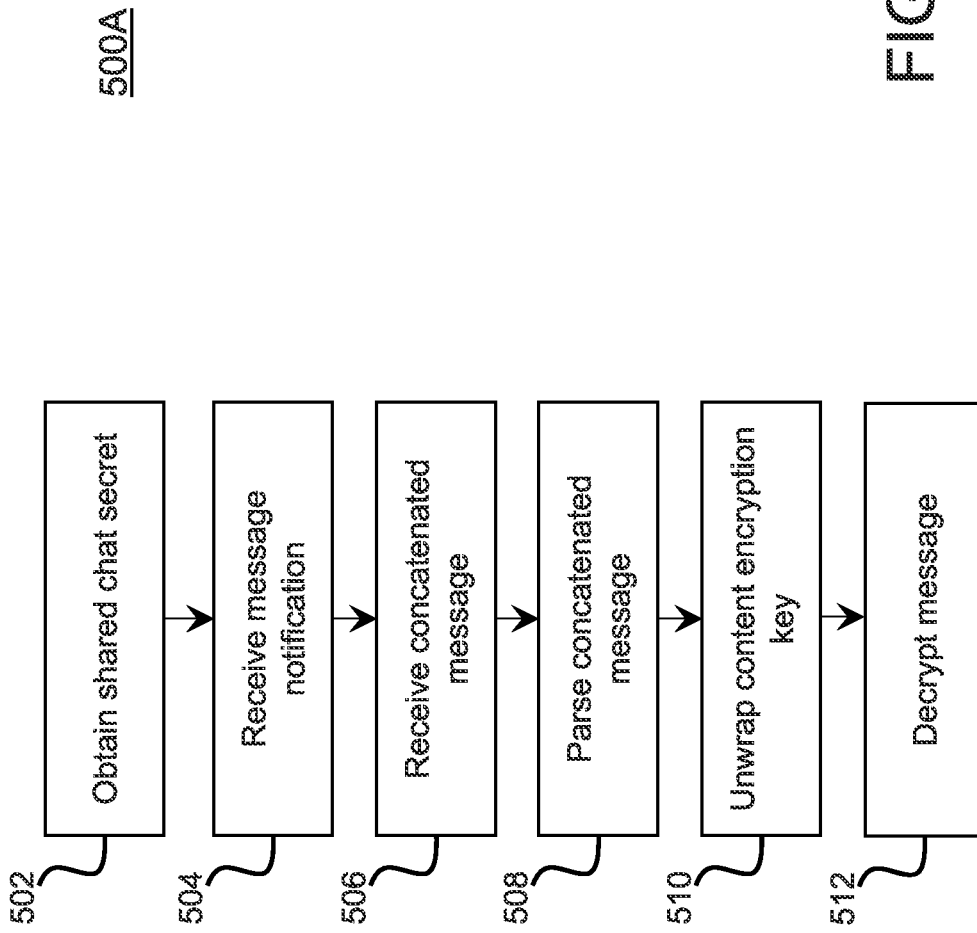 500A
502
Obtain shared chat secret
504
Receive message
notification
506
Receive concatenated
message
508
Parse concatenated
message
510
Unwrap content encryption
key
512
Decrypt message
FIG